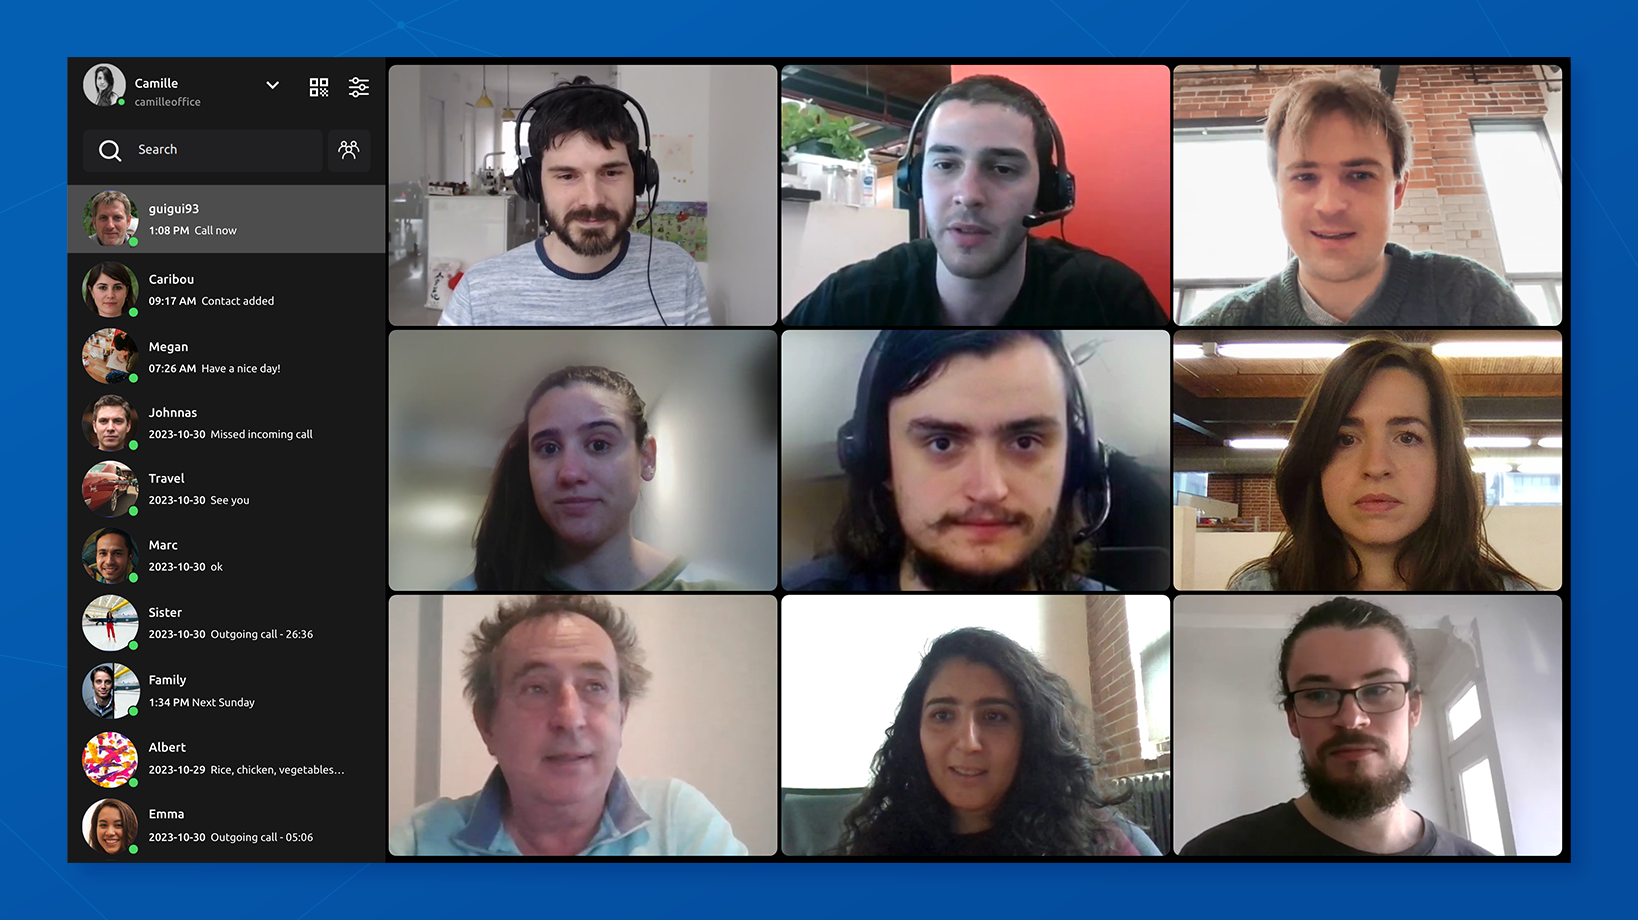 Camille
camilleoffice
Search
guigui93
1:08 PM Call now
Caribou
09:17 AM Contact added
Megan
07:26 AM Have a nice day!
Johnnas
2023-10-30 Missed incoming call
Travel
2023-10-30 See you
Marc
2023-10-30 ok
Sister
2023-10-30 Outgoing call - 26:36
Family
1:34 PM Next Sunday
Albert
2023-10-29 Rice, chicken, vegetables...
Emma
2023-10-30 Outgoing call - 05:06